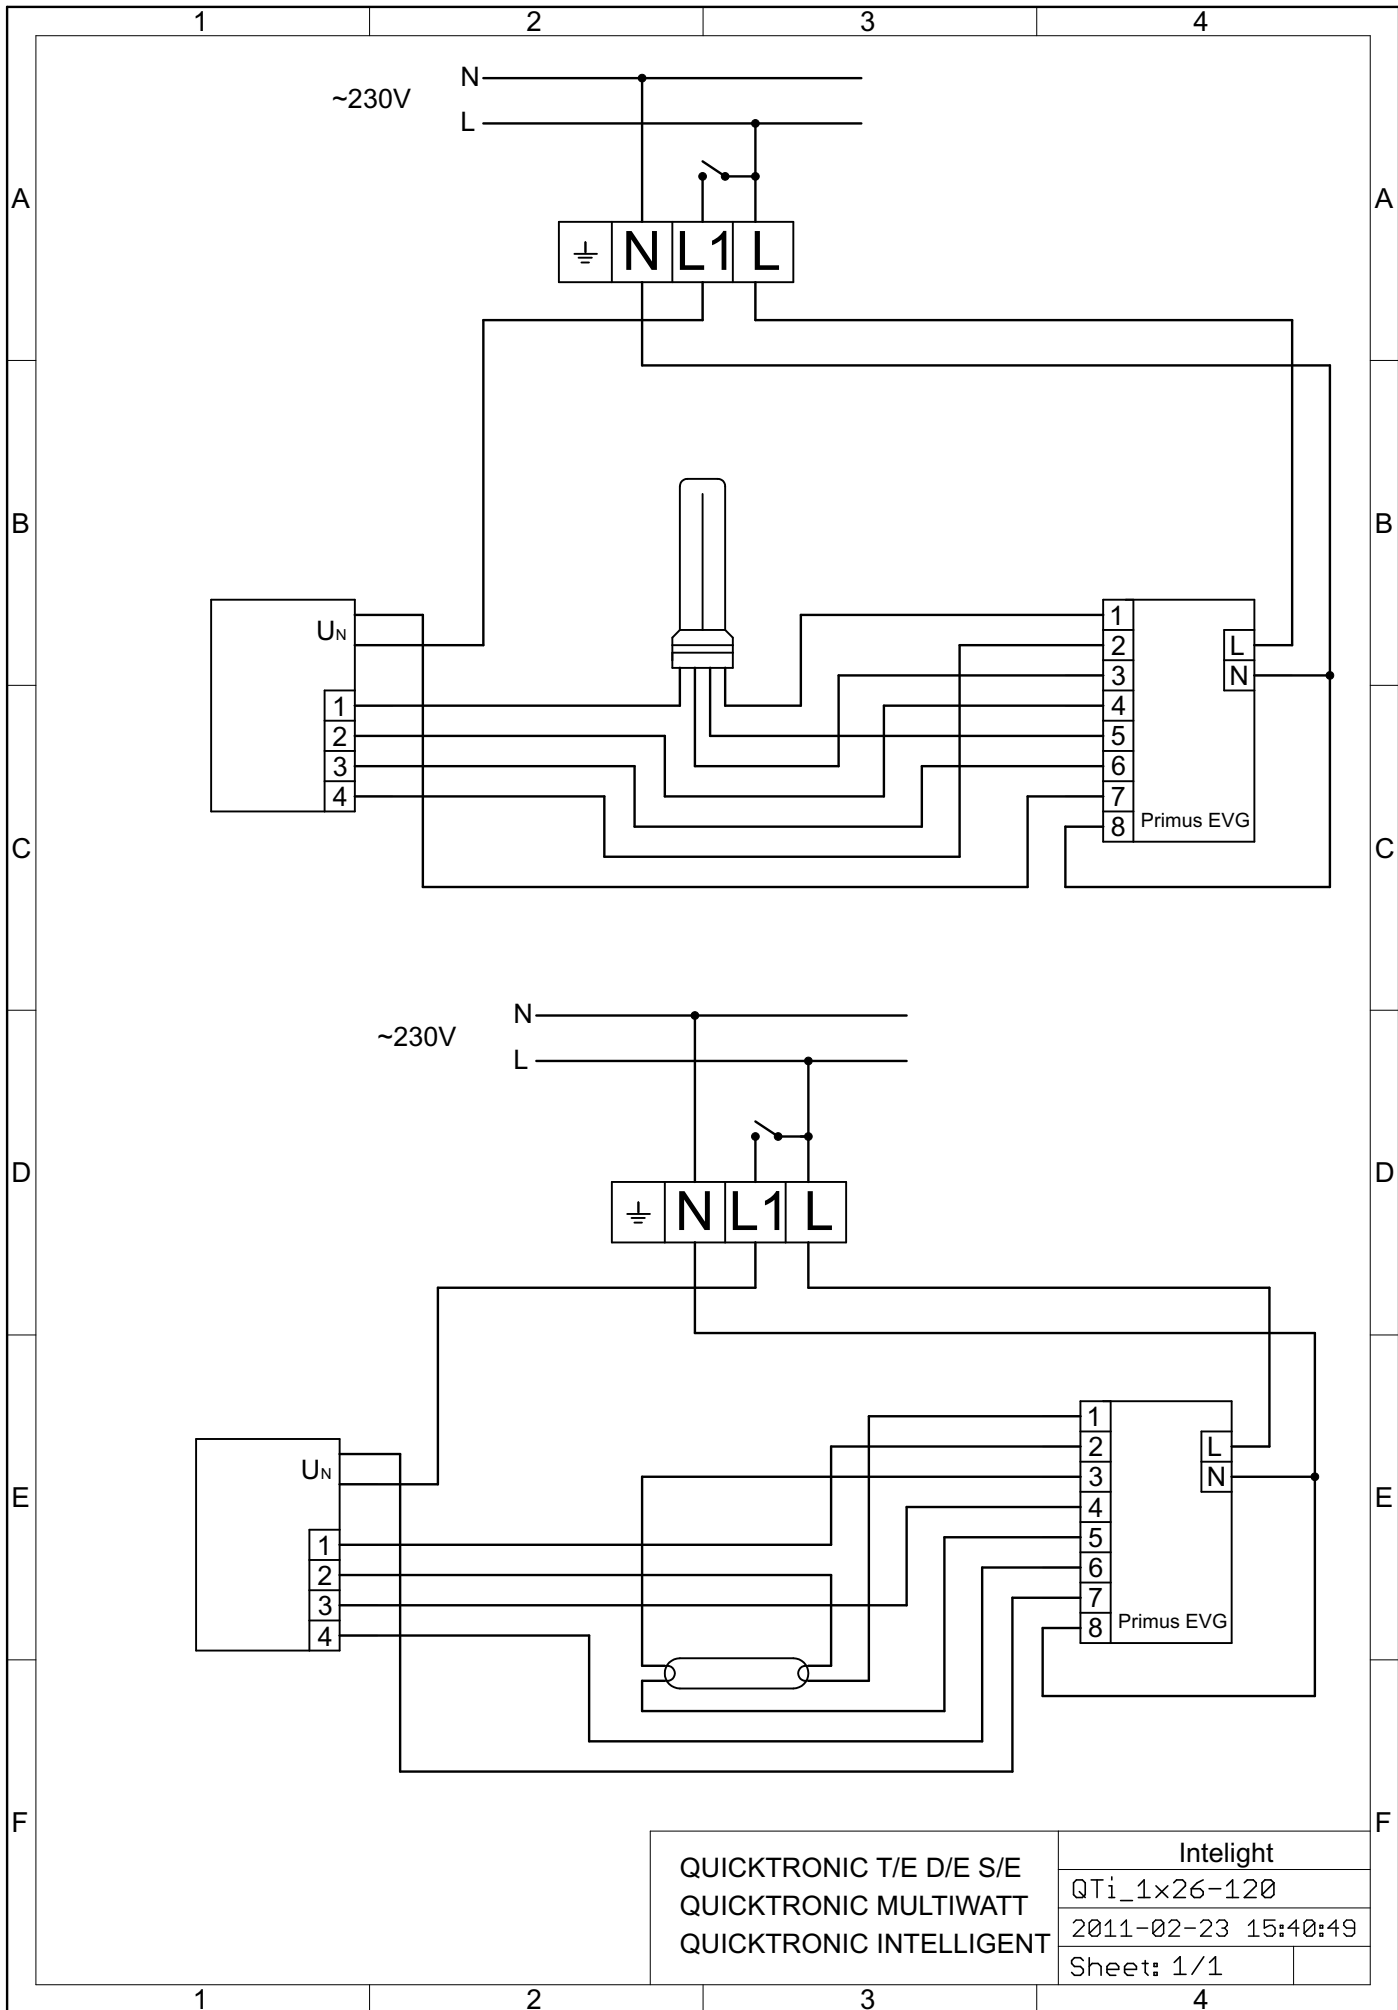 1 2 3 4
N
~230V
L
A A
N L1 L
B B
UN
1
2
3
4
1
2
3
4
5
6
7
8
L
N
Primus EVG
C C
N
~230V
L
D D
N L1 L
E E
UN
1
2
3
4
1
2
3
4
5
6
7
8
L
N
Primus EVG
F F
QUICKTRONIC T/E D/E S/E
QUICKTRONIC MULTIWATT
QUICKTRONIC INTELLIGENT
Intelight
QTi_1x26-120
2011-02-23 15:40:49
Sheet: 1/1
1 2 3 4